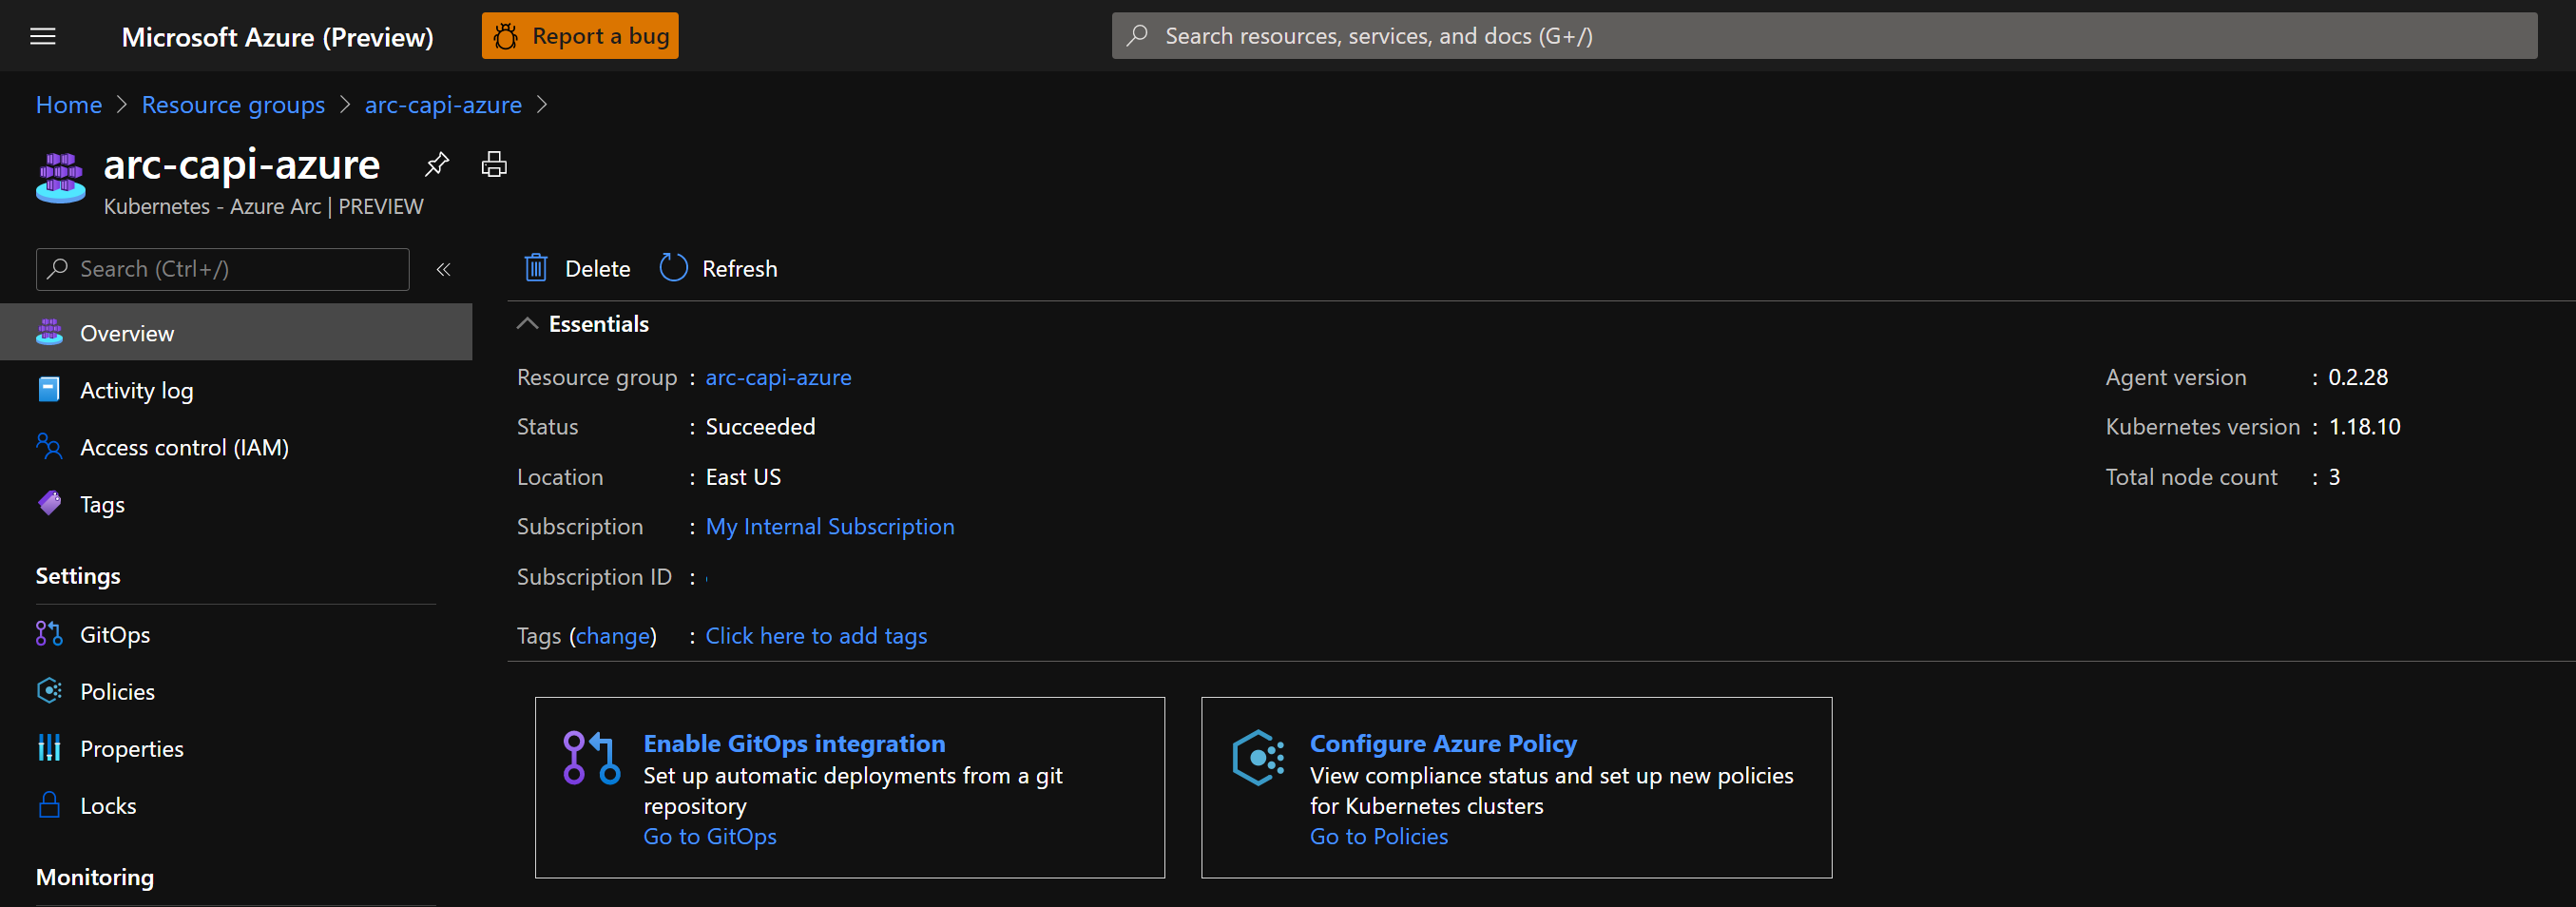 Microsoft Azure (Preview)
Report a bug
Search resources, services, and docs (G+/)
Home > Resource groups > arc-capi-azure >
arc-capi-azure
Kubernetes - Azure Arc | PREVIEW
Search (Ctrl+/)
«
Overview
Activity log
Access control (IAM)
Tags
Settings
GitOps
Policies
Properties
Locks
Monitoring
Delete
Refresh
Essentials
Resource group : arc-capi-azure
Status : Succeeded
Location : East US
Subscription : My Internal Subscription
Subscription ID :
Tags (change) : Click here to add tags
Agent version : 0.2.28
Kubernetes version : 1.18.10
Total node count : 3
Enable GitOps integration
Set up automatic deployments from a git
repository
Go to GitOps
Configure Azure Policy
View compliance status and set up new policies
for Kubernetes clusters
Go to Policies